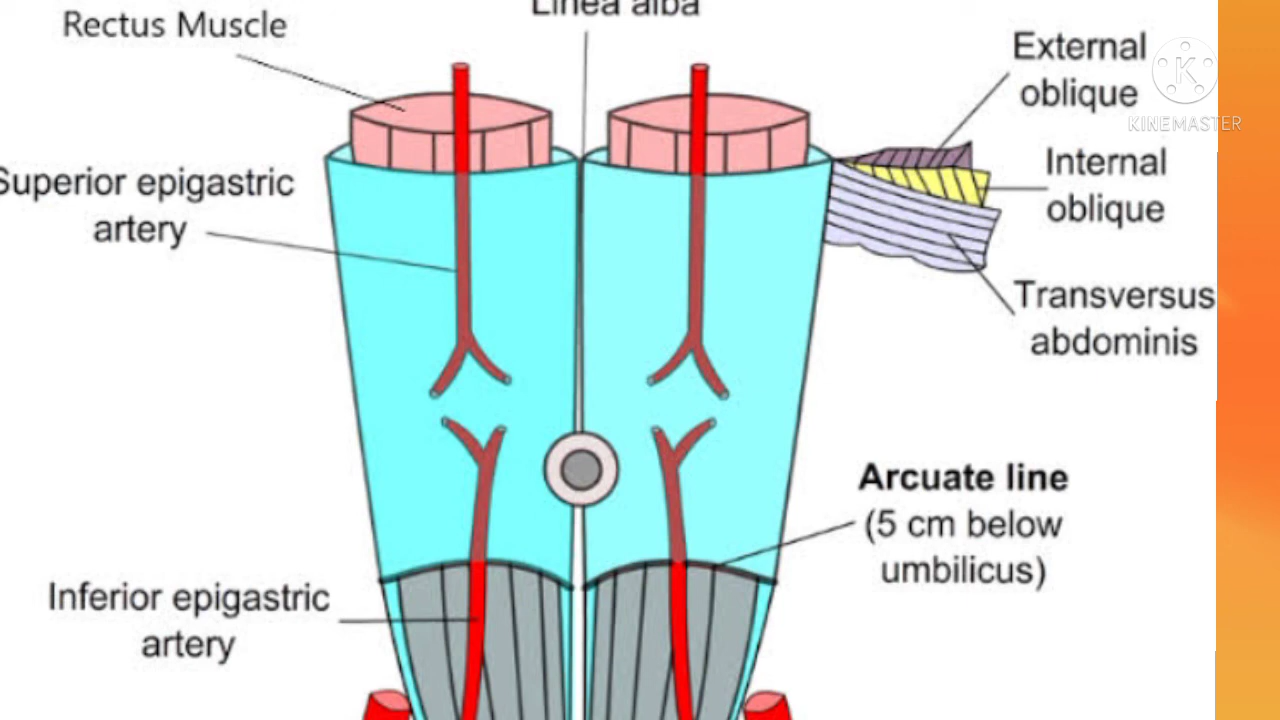 Linea alba
Rectus Muscle
External
oblique
K
KINEMASTER
Internal
oblique
Superior epigastric
artery
Transversus
abdominis
Arcuate line
(5 cm below
umbilicus)
Inferior epigastric
artery